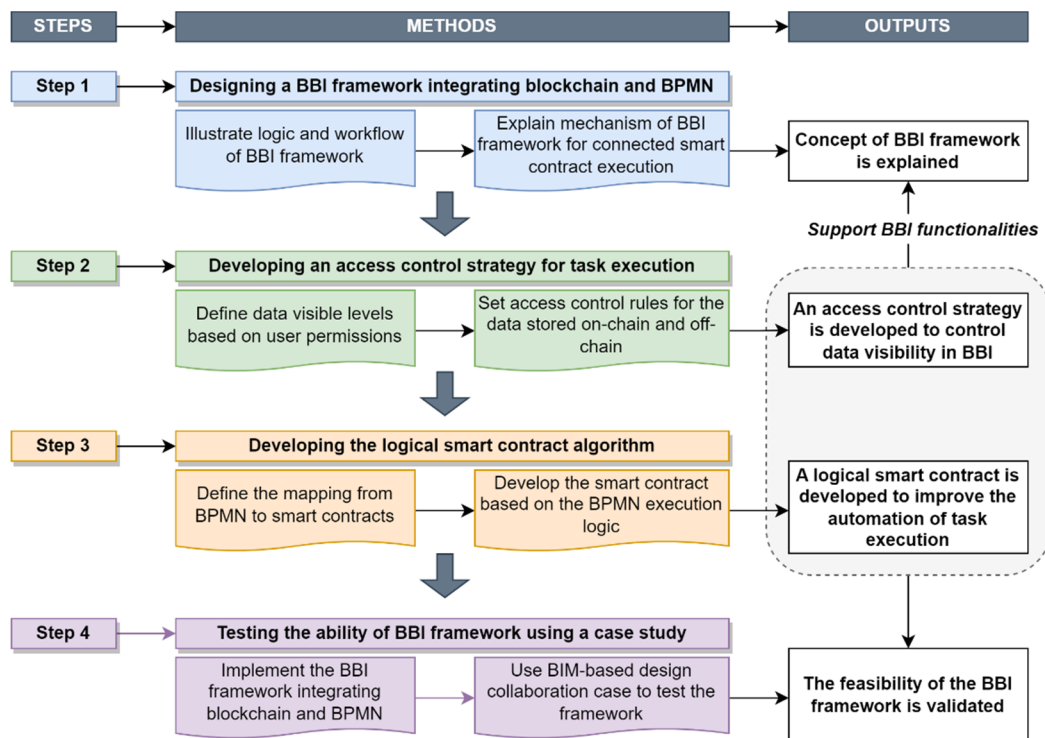 STEPS
METHODS
OUTPUTS
Step 1
Designing a BBI framework integrating blockchain and BPMN
Illustrate logic and workflow
of BBI framework
Explain mechanism of BBI
framework for connected smart
contract execution
Concept of BBI framework
is explained
Support BBI functionalities
Step 2
Developing an access control strategy for task execution
Define data visible levels
based on user permissions
Set access control rules for the
data stored on-chain and off-
chain
An access control strategy
is developed to control
data visibility in BBI
Step 3
Developing the logical smart contract algorithm
Define the mapping from
BPMN to smart contracts
Develop the smart contract
based on the BPMN execution
logic
A logical smart contract is
developed to improve the
automation of task
execution
Step 4
Testing the ability of BBI framework using a case study
Implement the BBI
framework integrating
blockchain and BPMN
Use BIM-based design
collaboration case to test the
framework
The feasibility of the BBI
framework is validated